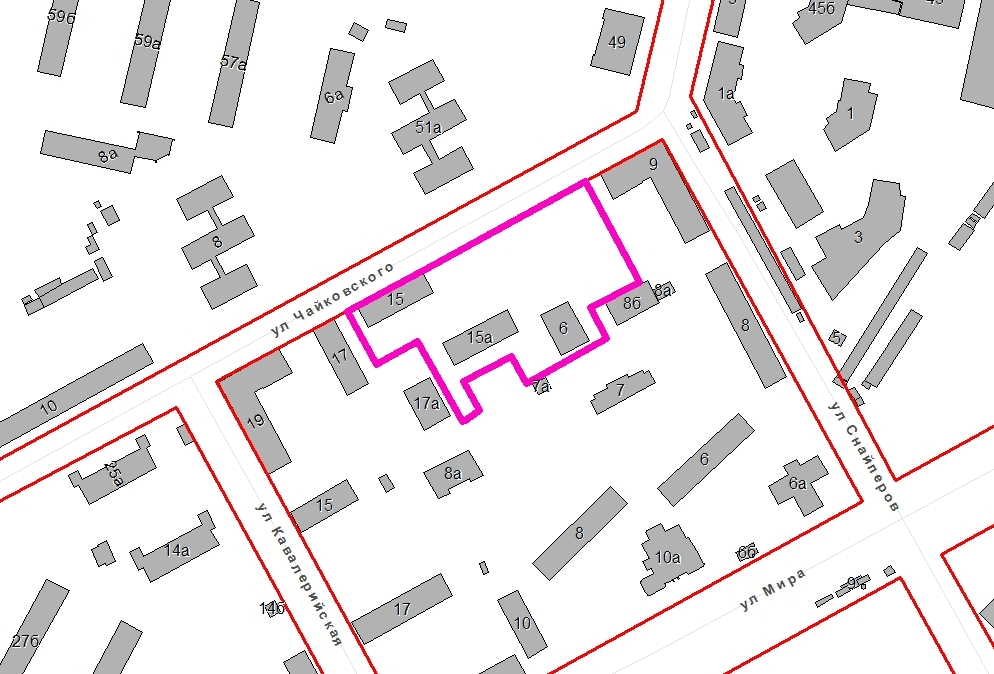 59б
59а
57а
6а
51а
49
45б
1а
1
8а
8
9
3
ул Чайковского
15
15а
6
8б
8а
8
5
17
17а
7а
7
10
19
25а
8а
15
6
6а
ул Снайперов
14а
8
10а
6б
ул Кавалерийская
14б
17
10
ул Мира
9
27б